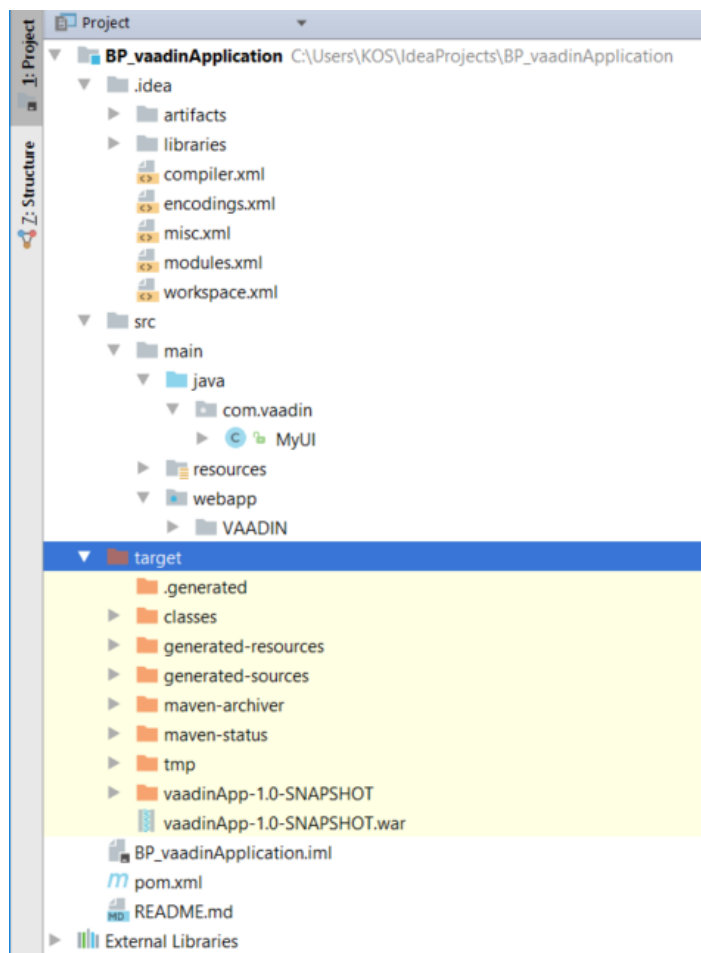 Project
1: Project
Z: Structure
BP_vaadinApplication C:\Users\KOS\IdeaProjects\BP_vaadinApplication
.idea
artifacts
libraries
compiler.xml
encodings.xml
misc.xml
modules.xml
workspace.xml
src
main
java
com.vaadin
C MyUI
resources
webapp
VAADIN
target
.generated
classes
generated-resources
generated-sources
maven-archiver
maven-status
tmp
vaadinApp-1.0-SNAPSHOT
vaadinApp-1.0-SNAPSHOT.war
BP_vaadinApplication.iml
m pom.xml
MD README.md
External Libraries